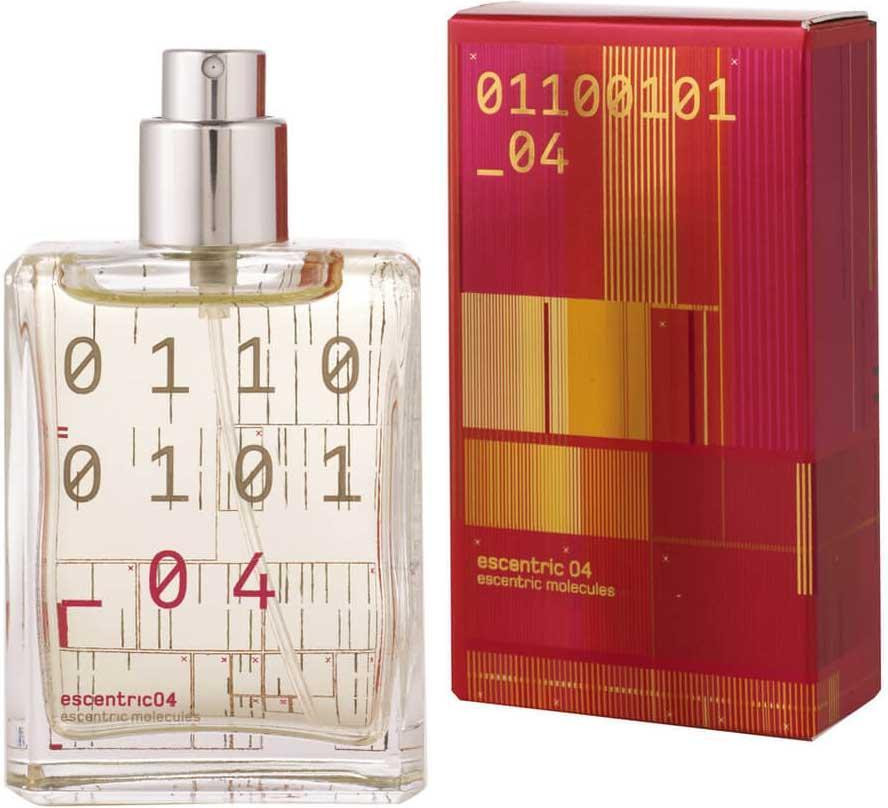 0110
0101
_04
escentric04
escentric molecules
01100101
_04
escentric 04
escentric molecules